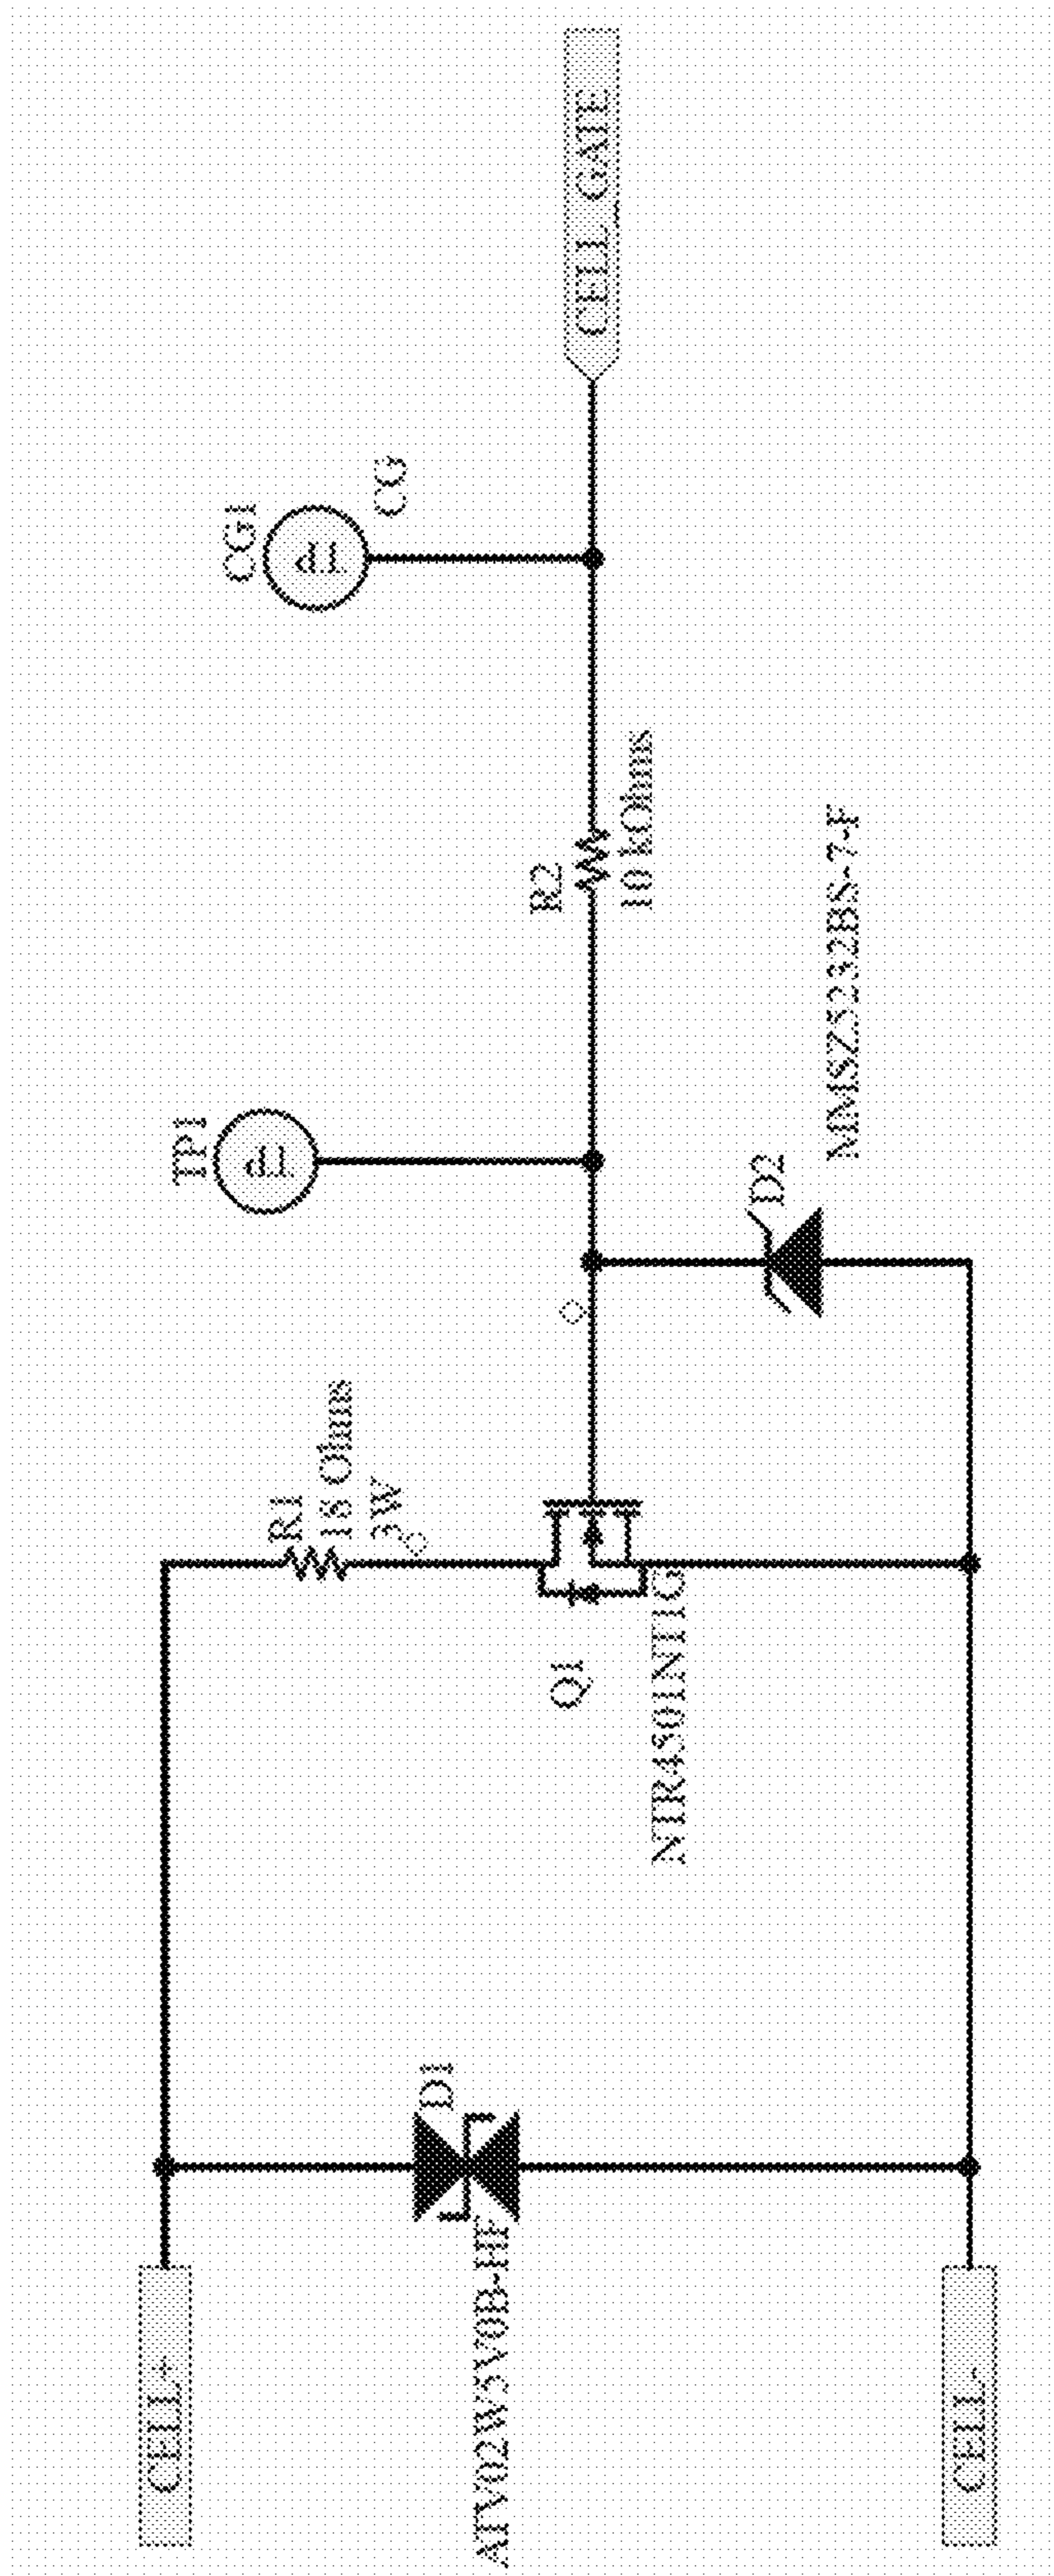 CELL+
CELL-
ATV02W5V0B-HF
D1
Q1
NTR4501NT1G
R1
18 Ohms
3W
TP1
TP
D2
MMSZ5232BS-7-F
R2
10 kOhms
CG1
TP
CG
CELL_GATE